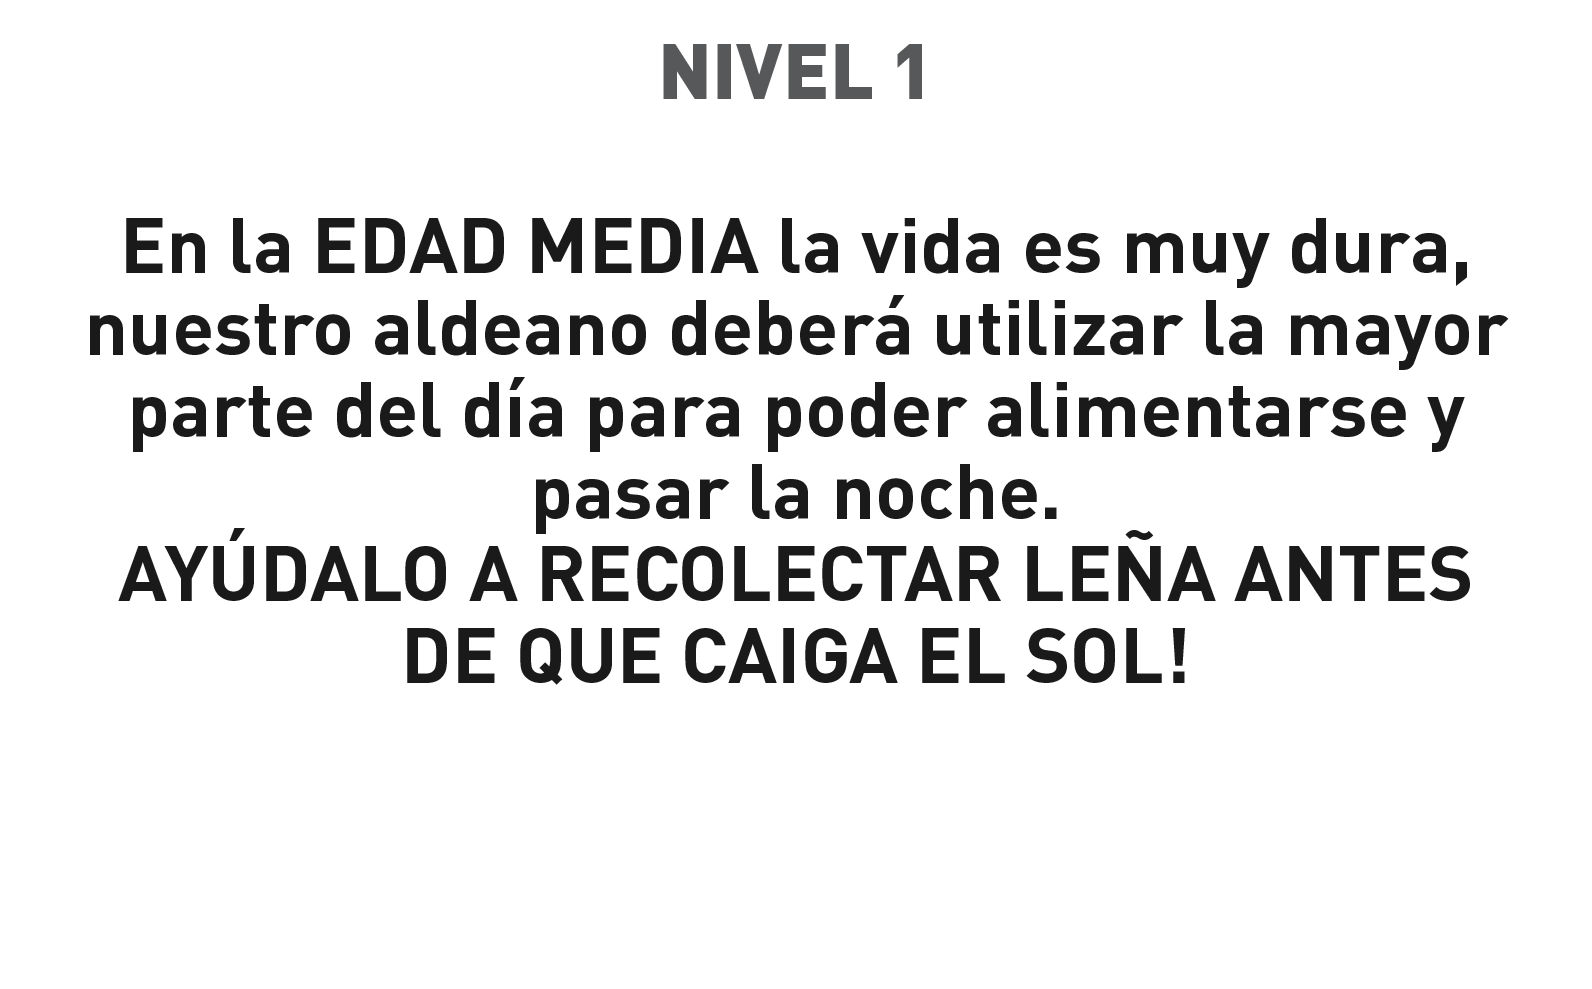 NIVEL 1
En la EDAD MEDIA la vida es muy dura,
nuestro aldeano deberá utilizar la mayor
parte del día para poder alimentarse y
pasar la noche.
AYÚDALO A RECOLECTAR LEÑA ANTES
DE QUE CAIGA EL SOL!